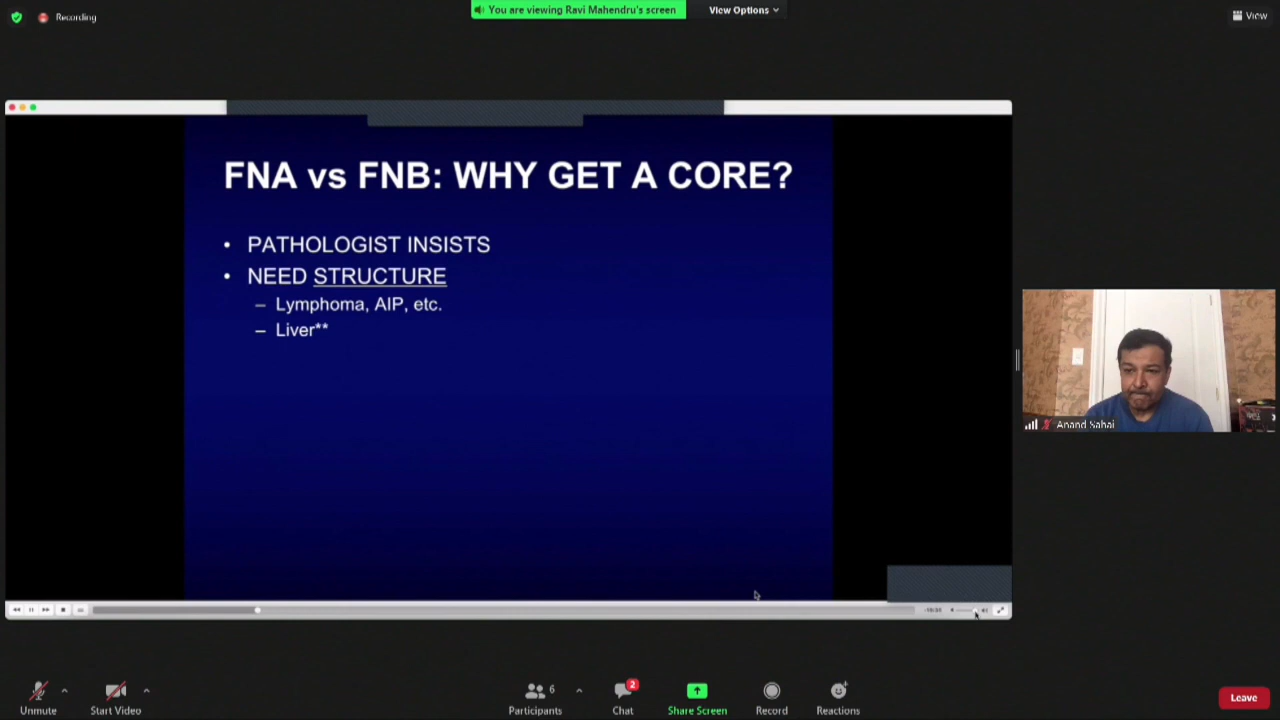 Recording
You are viewing Ravi Mahendru's screen
View Options
View
FNA vs FNB: WHY GET A CORE?
• PATHOLOGIST INSISTS
• NEED STRUCTURE
– Lymphoma, AIP, etc.
– Liver**
Anand Sahai
Unmute
Start Video
6
Participants
2
Chat
Share Screen
Record
Reactions
Leave